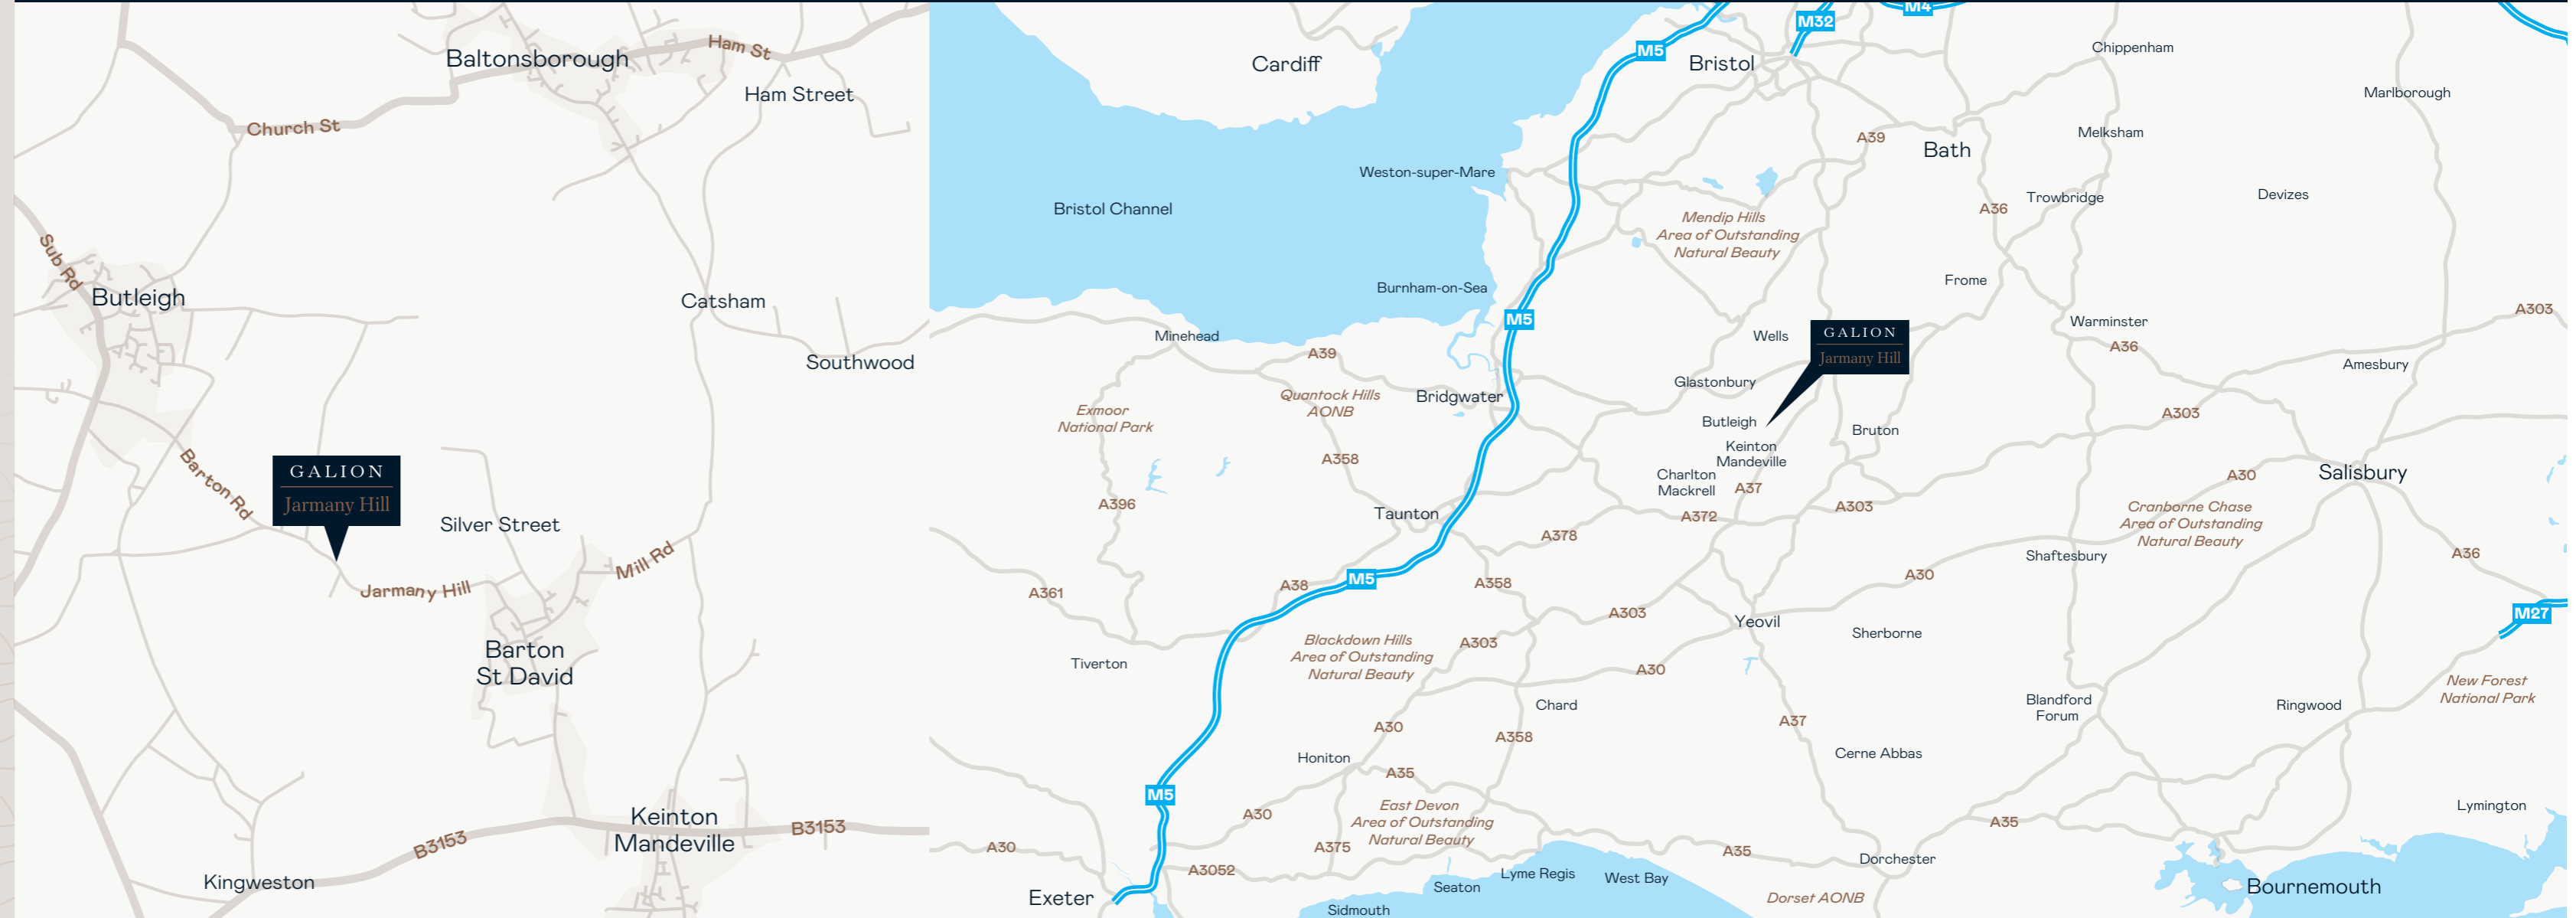 Baltonsborough
Ham St
Ham Street
Church St
Sub Rd
Butleigh
Catsham
Southwood
Barton Rd
GALION
Jarmany Hill
Silver Street
Mill Rd
Jarmany Hill
Barton
St David
Keinton
Mandeville
B3153
B3153
Kingweston
M4
M32
M5
Bristol
Cardiff
Chippenham
Marlborough
A39
Melksham
Bath
Weston-super-Mare
Bristol Channel
A36
Trowbridge
Devizes
Mendip Hills
Area of Outstanding
Natural Beauty
Burnham-on-Sea
Frome
M5
A303
Minehead
Wells
GALION
Jarmany Hill
Warminster
A36
A39
Amesbury
Glastonbury
Quantock Hills
AONB
Bridgwater
Exmoor
National Park
Butleigh
A303
Bruton
Keinton
Mandeville
A358
Charlton
Mackrell
A37
Salisbury
A30
A396
Taunton
A372
A303
Cranborne Chase
Area of Outstanding
Natural Beauty
A378
Shaftesbury
A36
M5
A38
A358
A30
A361
A303
M27
Yeovil
Sherborne
Blackdown Hills
Area of Outstanding
Natural Beauty
A303
Tiverton
A30
New Forest
National Park
Chard
Blandford
Forum
Ringwood
A30
A37
A358
Cerne Abbas
Honiton
A35
M5
A30
East Devon
Area of Outstanding
Natural Beauty
Lymington
A35
A30
A375
A35
Dorchester
A3052
Lyme Regis
West Bay
Seaton
Bournemouth
Exeter
Dorset AONB
Sidmouth